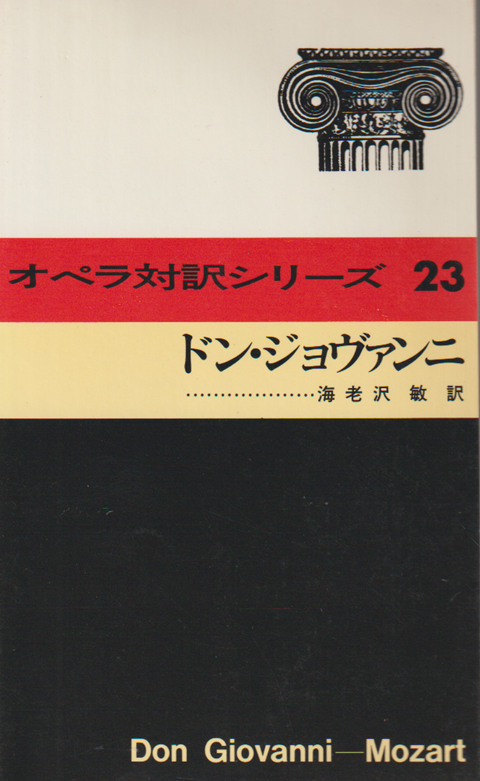 オペラ対訳シリーズ 23
ドン・ジョヴァンニ
…………………海老沢 敏 訳
Don Giovanni—Mozart